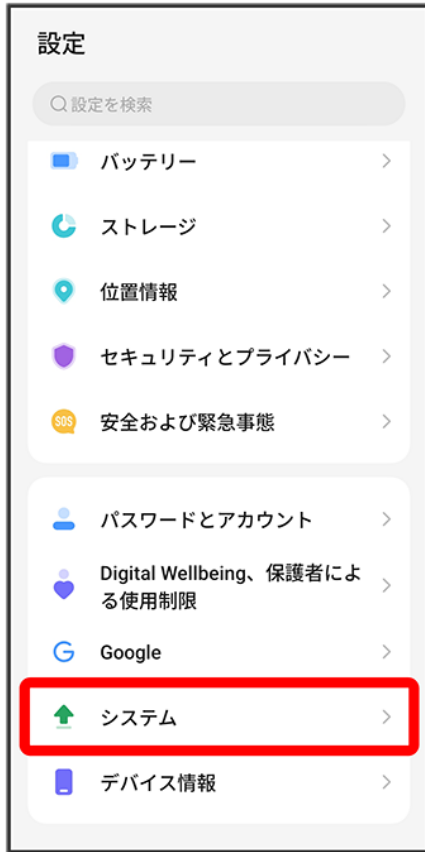 設定
設定を検索
バッテリー
ストレージ
位置情報
セキュリティとプライバシー
SOS
安全および緊急事態
パスワードとアカウント
Digital Wellbeing、保護者によ
る使用制限
Google
システム
デバイス情報